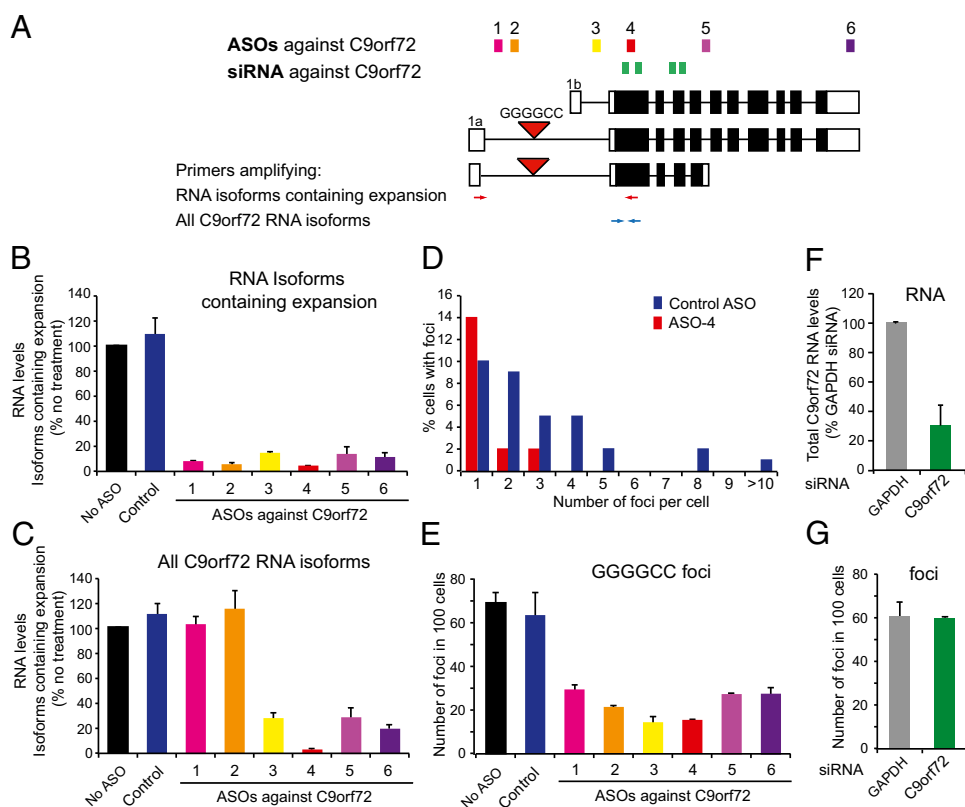 A
1 2 3 4 5 6
ASOs against C9orf72
siRNA against C9orf72
1b
GGGGCC
1a
Primers amplifying:
RNA isoforms containing expansion
All C9orf72 RNA isoforms
B
RNA Isoforms
containing expansion
RNA levels
Isoforms containing expansion
(% no treatment)
140
120
100
80
60
40
20
0
No ASO
Control
1 2 3 4 5 6
ASOs against C9orf72
D
Control ASO
ASO-4
% cells with foci
16
14
12
10
8
6
4
2
0
1 2 3 4 5 6 7 8 9 >10
Number of foci per cell
F
RNA
Total C9orf72 RNA levels
(% GAPDH siRNA)
120
100
80
60
40
20
0
siRNA
GAPDH
C9orf72
C
All C9orf72 RNA isoforms
RNA levels
Isoforms containing expansion
(% no treatment)
140
120
100
80
60
40
20
0
No ASO
Control
1 2 3 4 5 6
ASOs against C9orf72
E
GGGGCC foci
Number of foci in 100 cells
80
60
40
20
0
No ASO
Control
1 2 3 4 5 6
ASOs against C9orf72
G
foci
Number of foci in 100 cells
80
60
40
20
0
siRNA
GAPDH
C9orf72